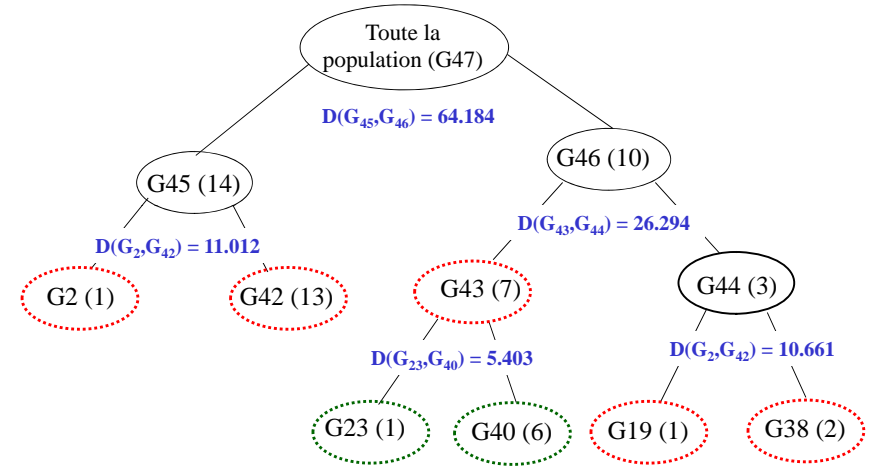 Toute la
population (G47)
D(G45,G46) = 64.184
G46 (10)
G45 (14)
D(G43,G44) = 26.294
D(G2,G42) = 11.012
G2 (1)
G42 (13)
G43 (7)
G44 (3)
D(G23,G40) = 5.403
D(G2,G42) = 10.661
G23 (1)
G40 (6)
G19 (1)
G38 (2)